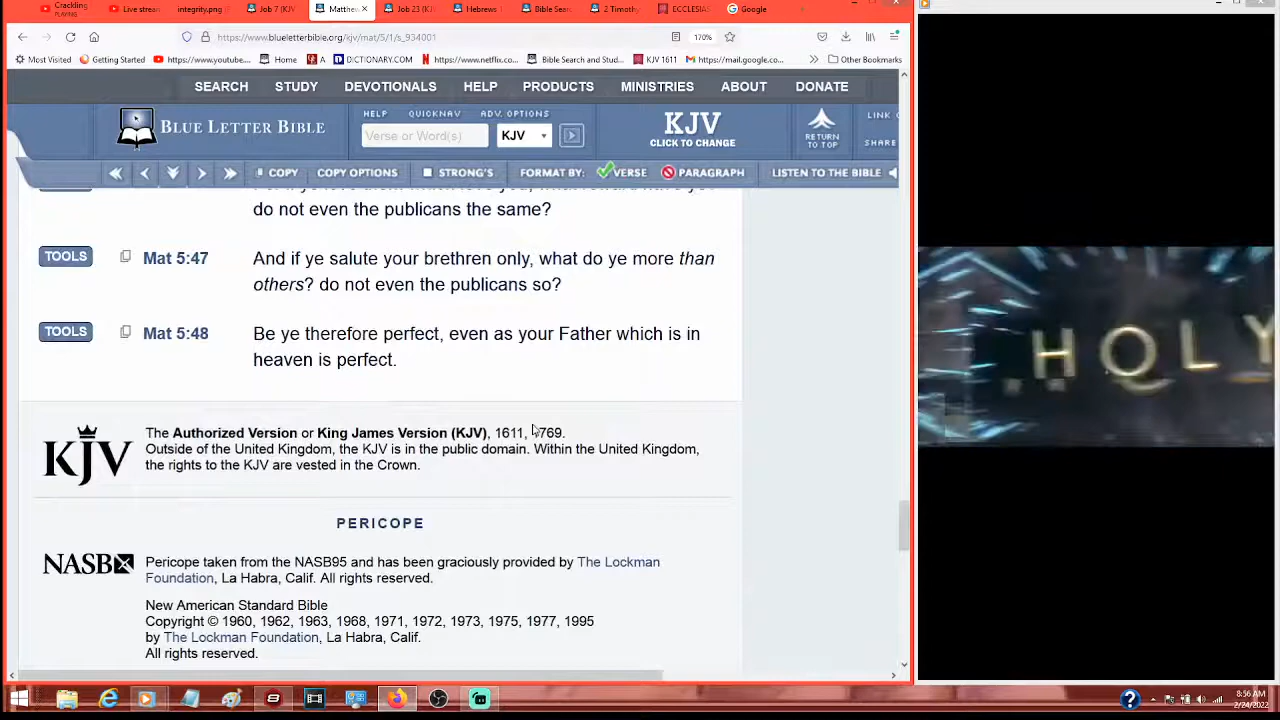 Crackling
PLAYING
Live stream
integrity.png
Job 7 (KJV
Matthew
Job 23 (KJ
Hebrews
Bible Sear
2 Timothy
ECCLESIAS
Google
https://www.blueletterbible.org/kjv/mat/5/1/s_934001
170%
Most Visited
Getting Started
https://www.youtube...
Home
A
DICTIONARY.COM
https://www.netflix.co...
Bible Search and Stud...
KJV 1611
https://mail.google.co...
Other Bookmarks
SEARCH STUDY DEVOTIONALS HELP PRODUCTS MINISTRIES ABOUT DONATE
BLUE LETTER BIBLE
HELP QUICKNAV ADV. OPTIONS
Verse or Word(s)
KJV
KJV
CLICK TO CHANGE
RETURN
TO TOP
LINK
SHARE
COPY COPY OPTIONS STRONG'S FORMAT BY: VERSE PARAGRAPH LISTEN TO THE BIBLE
do not even the publicans the same?
TOOLS Mat 5:47 And if ye salute your brethren only, what do ye more than
others? do not even the publicans so?
TOOLS Mat 5:48 Be ye therefore perfect, even as your Father which is in
heaven is perfect.
KJV
The Authorized Version or King James Version (KJV), 1611, 1769.
Outside of the United Kingdom, the KJV is in the public domain. Within the United Kingdom,
the rights to the KJV are vested in the Crown.
PERICOPE
NASB
Pericope taken from the NASB95 and has been graciously provided by The Lockman
Foundation, La Habra, Calif. All rights reserved.
New American Standard Bible
Copyright © 1960, 1962, 1963, 1968, 1971, 1972, 1973, 1975, 1977, 1995
by The Lockman Foundation, La Habra, Calif.
All rights reserved.
HOLY
8:56 AM
2/24/2022